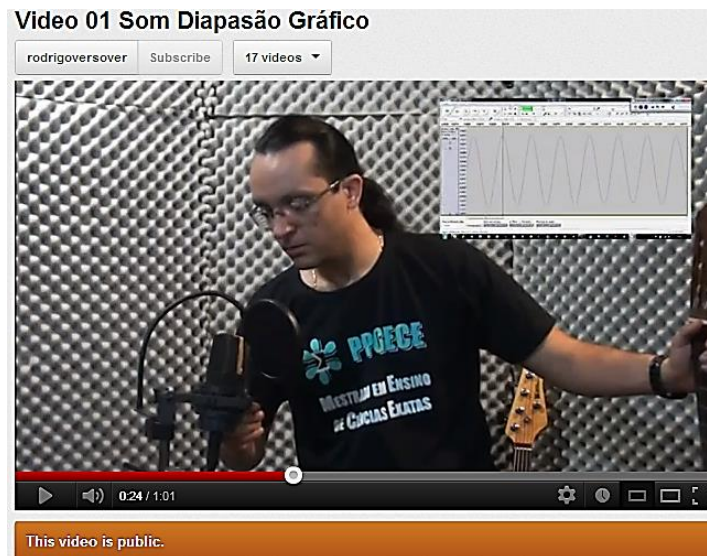 Video 01 Som Diapasão Gráfico
rodrigoversover Subscribe 17 videos
PPGECE
MESTRADO EM ENSINO
DE CIÊNCIAS EXATAS
0:24 / 1:01
This video is public.